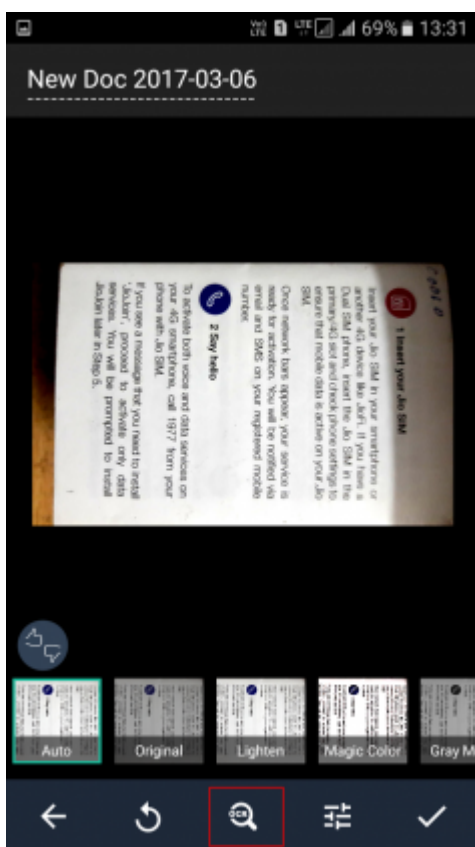 VoLTE 1 LTE 69% 13:31
New Doc 2017-03-06
1 Insert your Jio SIM
Insert your Jio SIM in your smartphone or
another 4G device like JioFi. If you have a
Dual SIM phone, insert the Jio SIM in the
primary 4G slot and check phone settings to
ensure that mobile data is active on your Jio
SIM.
Once network bars appear, your service is
ready for activation. You will be notified via
email and SMS on your registered mobile
number.
2 Say hello
To activate both voice and data services on
your 4G smartphone, call 1977 from your
phone with Jio SIM.
If you see a message that you need to install
'JioJoin', proceed to activate only data
services. You will be prompted to install
JioJoin later in Step 5.
Auto
Original
Lighten
Magic Color
Gray M
OCR